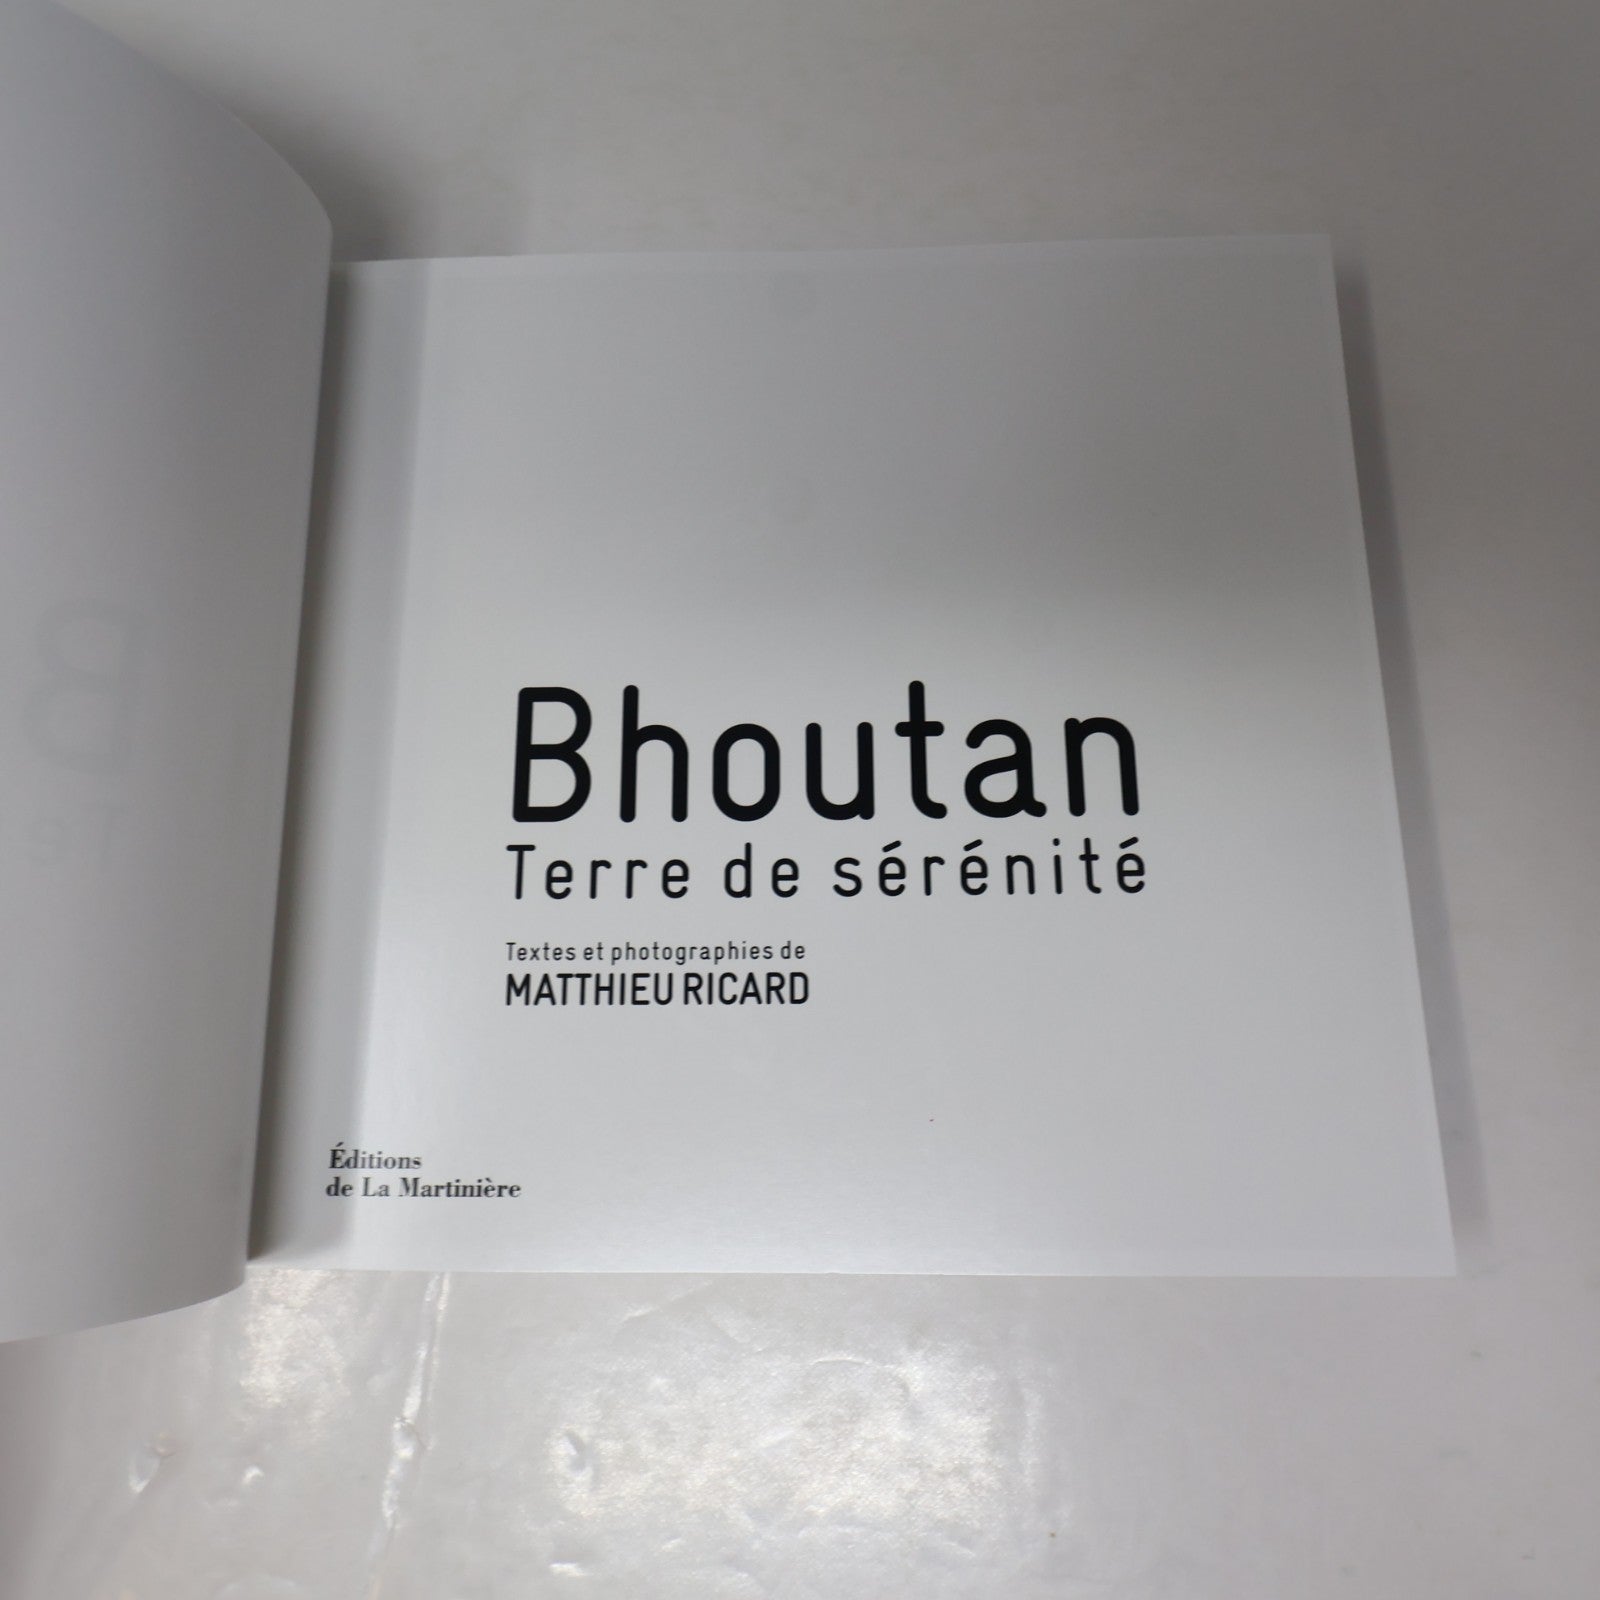 Bhoutan
Terre de sérénité
Textes et photographies de
MATTHIEU RICARD
Éditions
de La Martinière